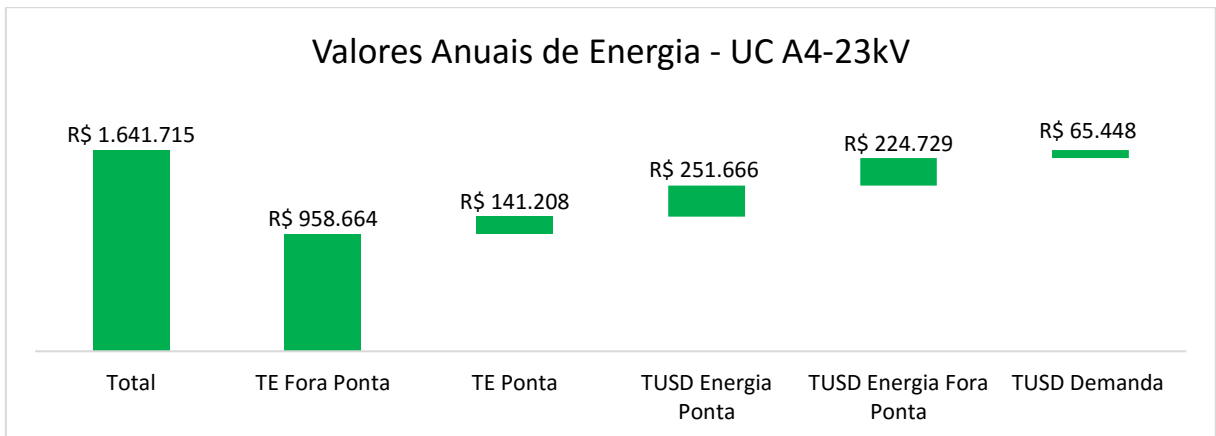 Valores Anuais de Energia - UC A4-23kV
R$ 1.641.715
R$ 958.664
R$ 141.208
R$ 251.666
R$ 224.729
R$ 65.448
Total
TE Fora Ponta
TE Ponta
TUSD Energia
Ponta
TUSD Energia Fora
Ponta
TUSD Demanda